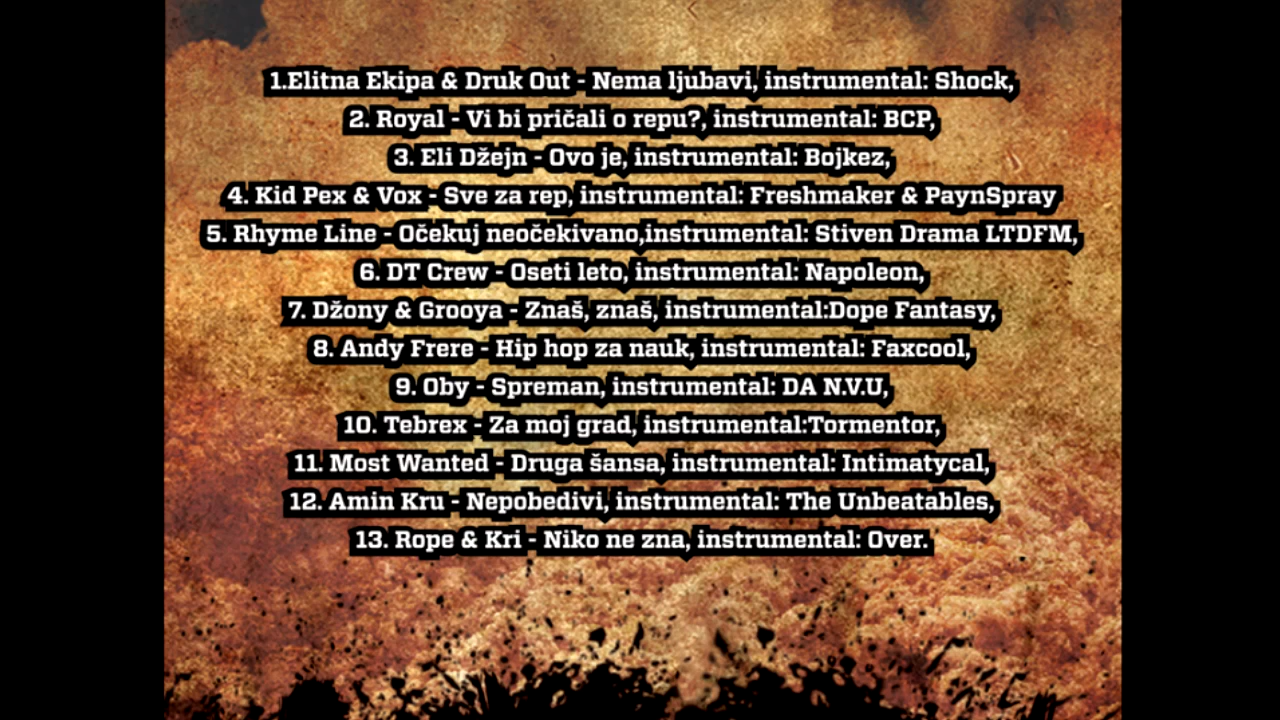 1.Elitna Ekipa & Druk Out - Nema ljubavi, instrumental: Shock,
2. Royal - Vi bi pričali o repu?, instrumental: BCP,
3. Eli Džejn - Ovo je, instrumental: Bojkez,
4. Kid Pex & Vox - Sve za rep, instrumental: Freshmaker & PaynSpray
5. Rhyme Line - Očekuj neočekivano,instrumental: Stiven Drama LTDFM,
6. DT Crew - Oseti leto, instrumental: Napoleon,
7. Džony & Grooya - Znaš, znaš, instrumental:Dope Fantasy,
8. Andy Frere - Hip hop za nauk, instrumental: Faxcool,
9. Oby - Spreman, instrumental: DA N.V.U,
10. Tebrex - Za moj grad, instrumental:Tormentor,
11. Most Wanted - Druga šansa, instrumental: Intimatycal,
12. Amin Kru - Nepobedivi, instrumental: The Unbeatables,
13. Rope & Kri - Niko ne zna, instrumental: Over.